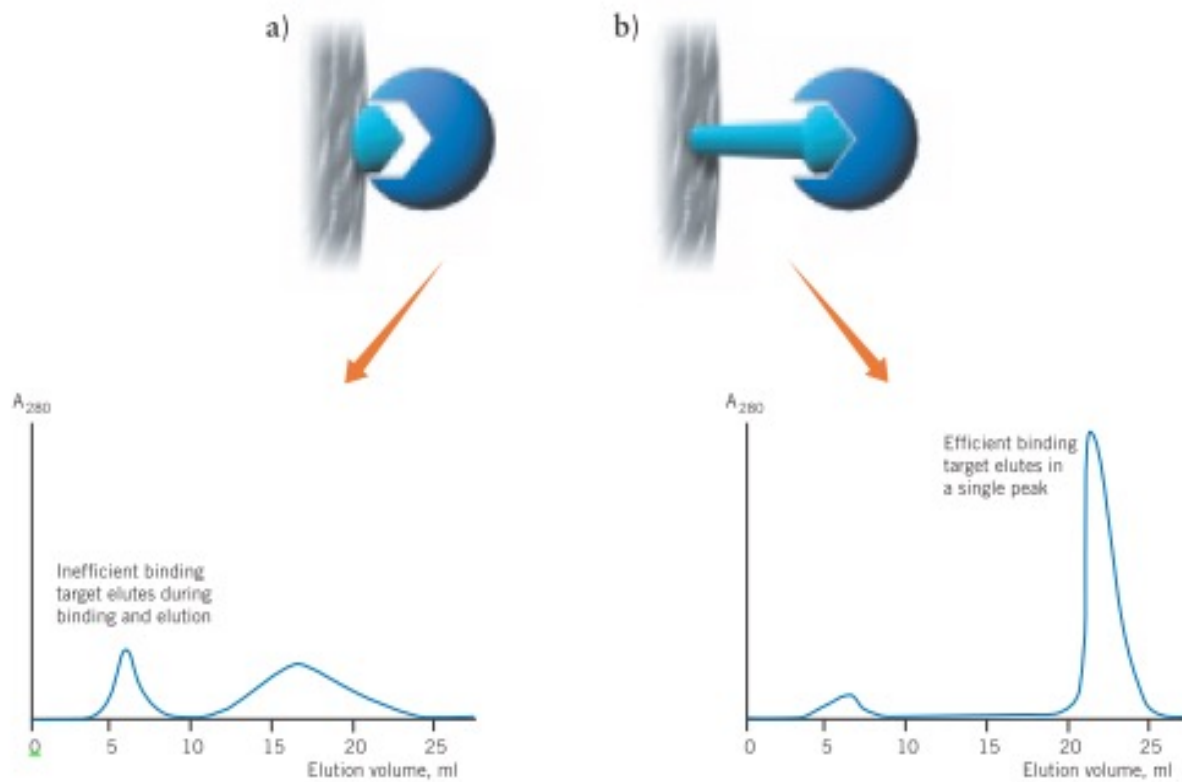 a)
b)
A280
Inefficient binding
target elutes during
binding and elution
0 5 10 15 20 25
Elution volume, ml
A280
Efficient binding
target elutes in
a single peak
0 5 10 15 20 25
Elution volume, ml